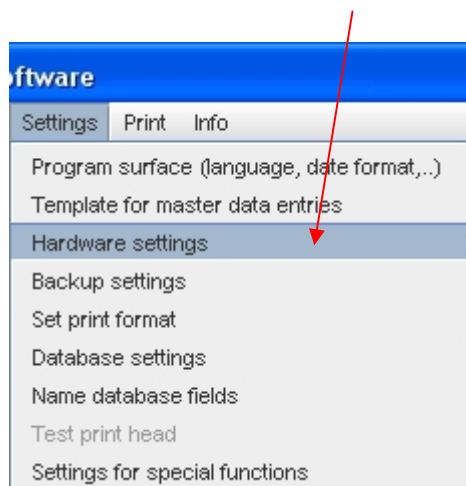 oftware
Settings Print Info
Program surface (language, date format,..)
Template for master data entries
Hardware settings
Backup settings
Set print format
Database settings
Name database fields
Test print head
Settings for special functions